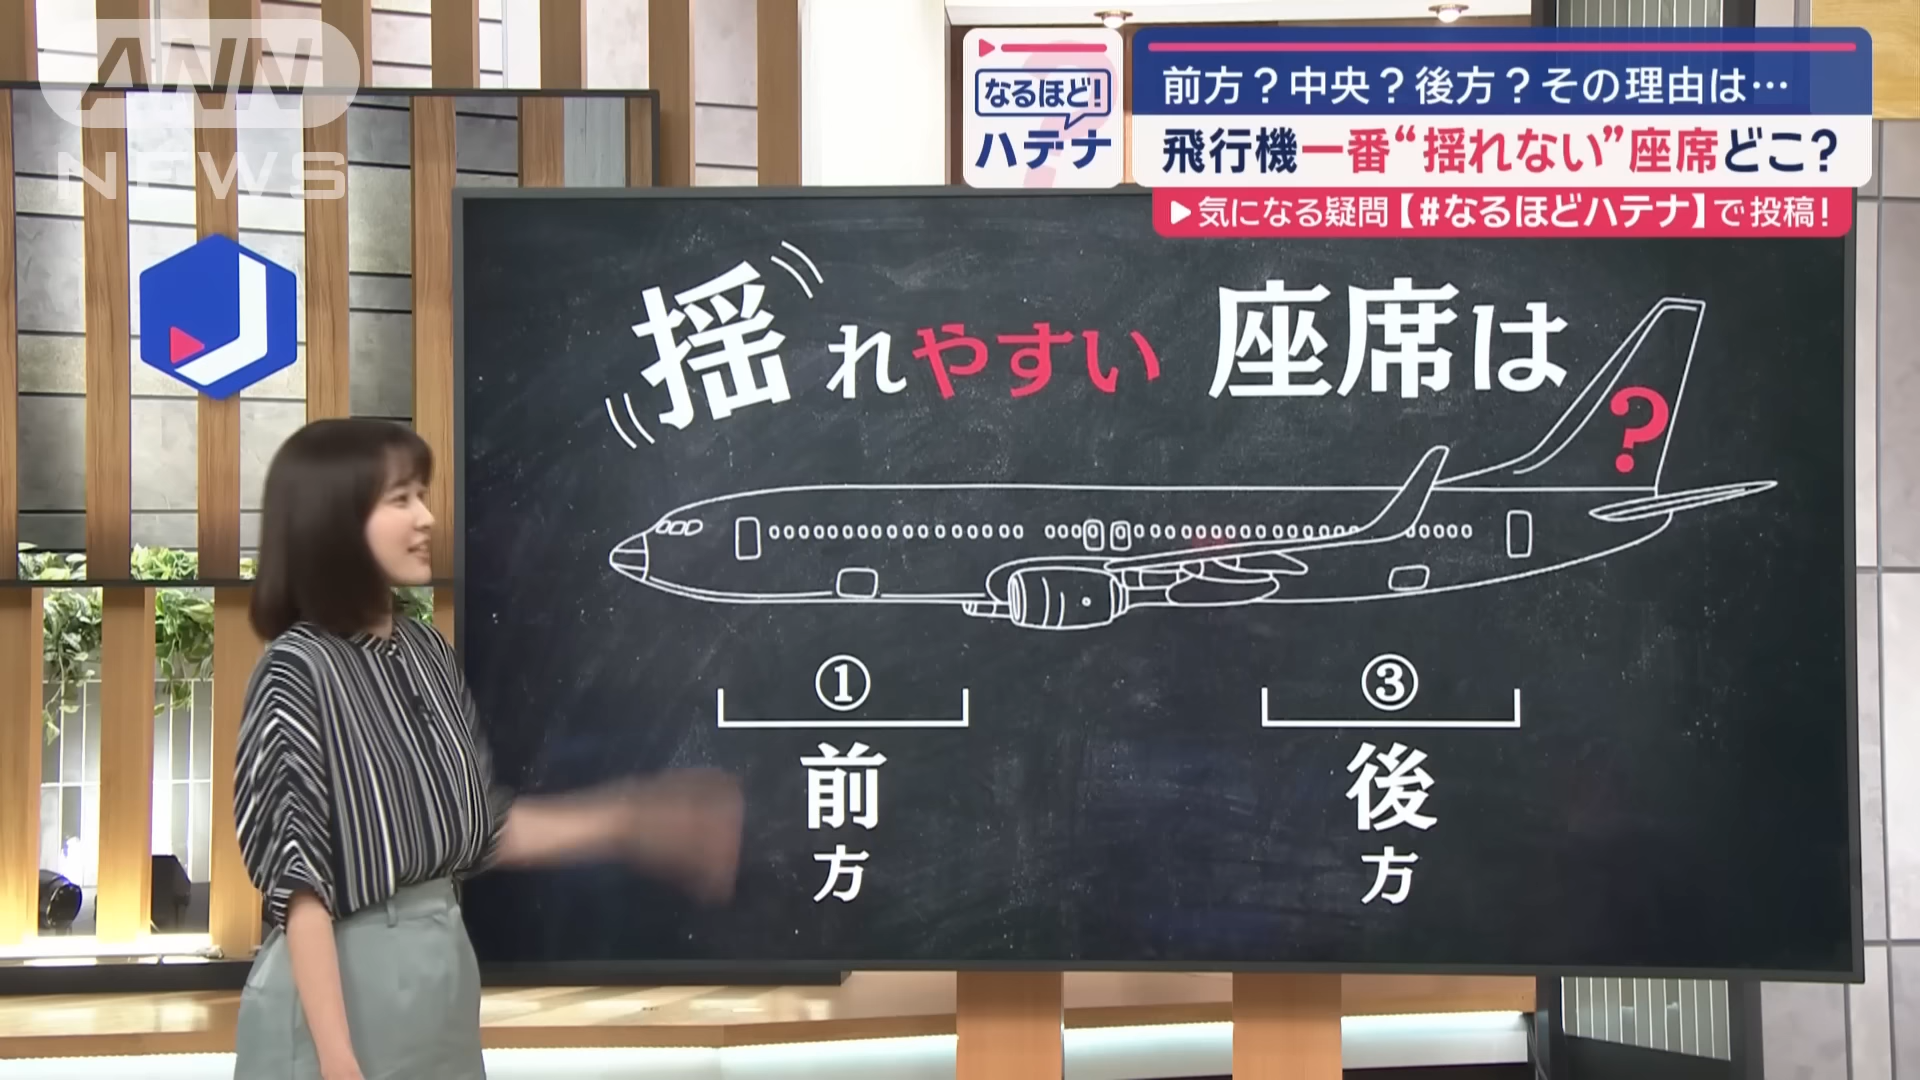 ANN
NEWS
なるほど!
ハテナ
前方？中央？後方？その理由は…
飛行機一番“揺れない”座席どこ？
▶気になる疑問【#なるほどハテナ】で投稿！
揺れやすい 座席は
?
① ③
前方 後方